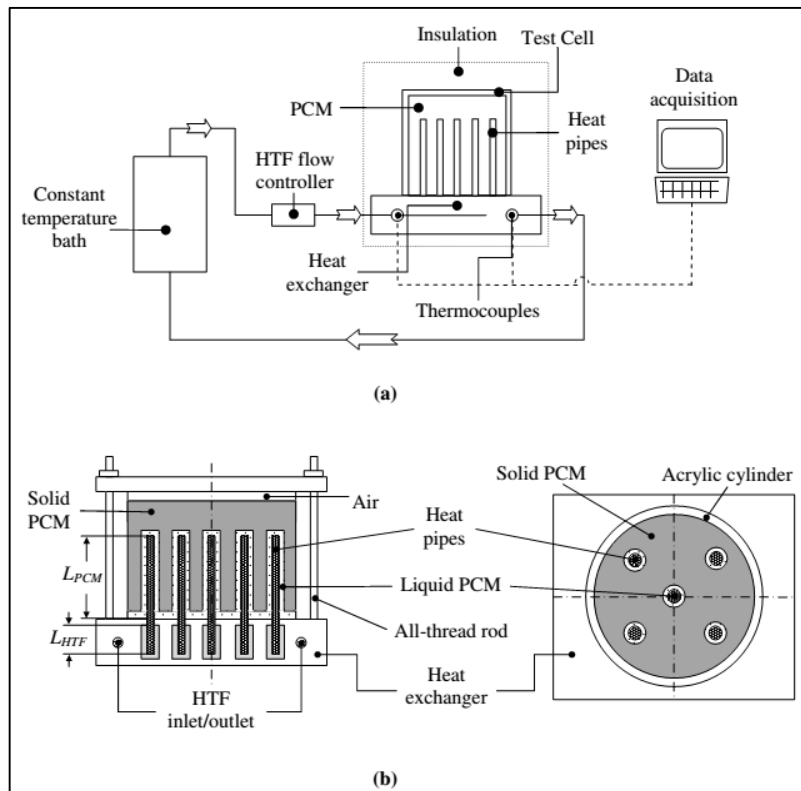 Insulation
Test Cell
Data
acquisition
PCM
Heat
pipes
HTF flow
controller
Constant
temperature
bath
Heat
exchanger
Thermocouples
(a)
Solid
PCM
Air
Solid PCM
Acrylic cylinder
Heat
pipes
L_PCM
Liquid PCM
All-thread rod
L_HTF
Heat
exchanger
HTF
inlet/outlet
(b)